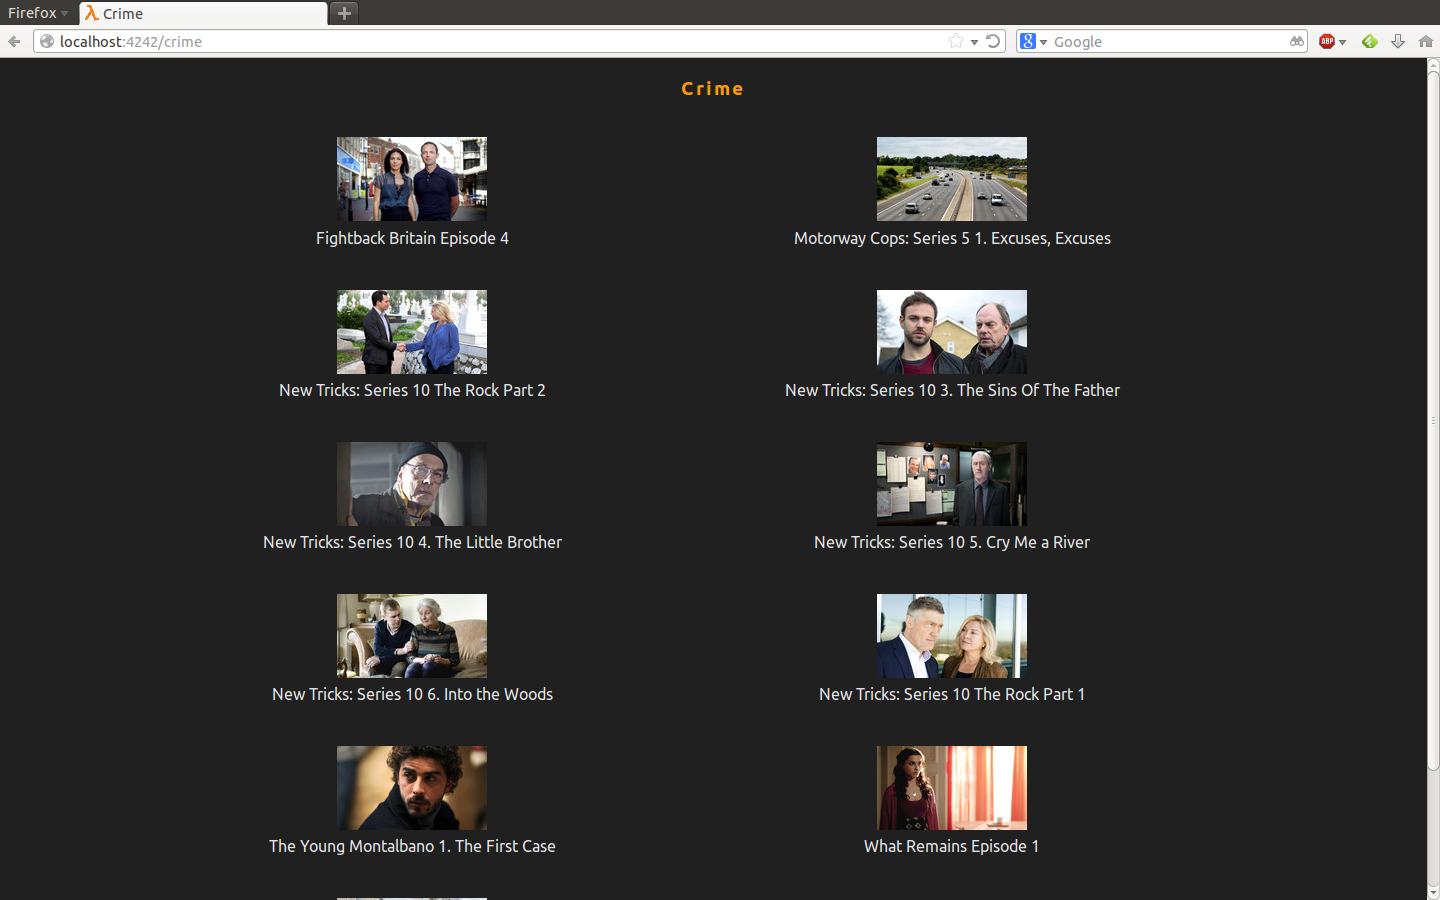 Firefox
Crime
localhost:4242/crime
Google
ABP
Crime
Fightback Britain Episode 4
Motorway Cops: Series 5 1. Excuses, Excuses
New Tricks: Series 10 The Rock Part 2
New Tricks: Series 10 3. The Sins Of The Father
New Tricks: Series 10 4. The Little Brother
New Tricks: Series 10 5. Cry Me a River
New Tricks: Series 10 6. Into the Woods
New Tricks: Series 10 The Rock Part 1
The Young Montalbano 1. The First Case
What Remains Episode 1